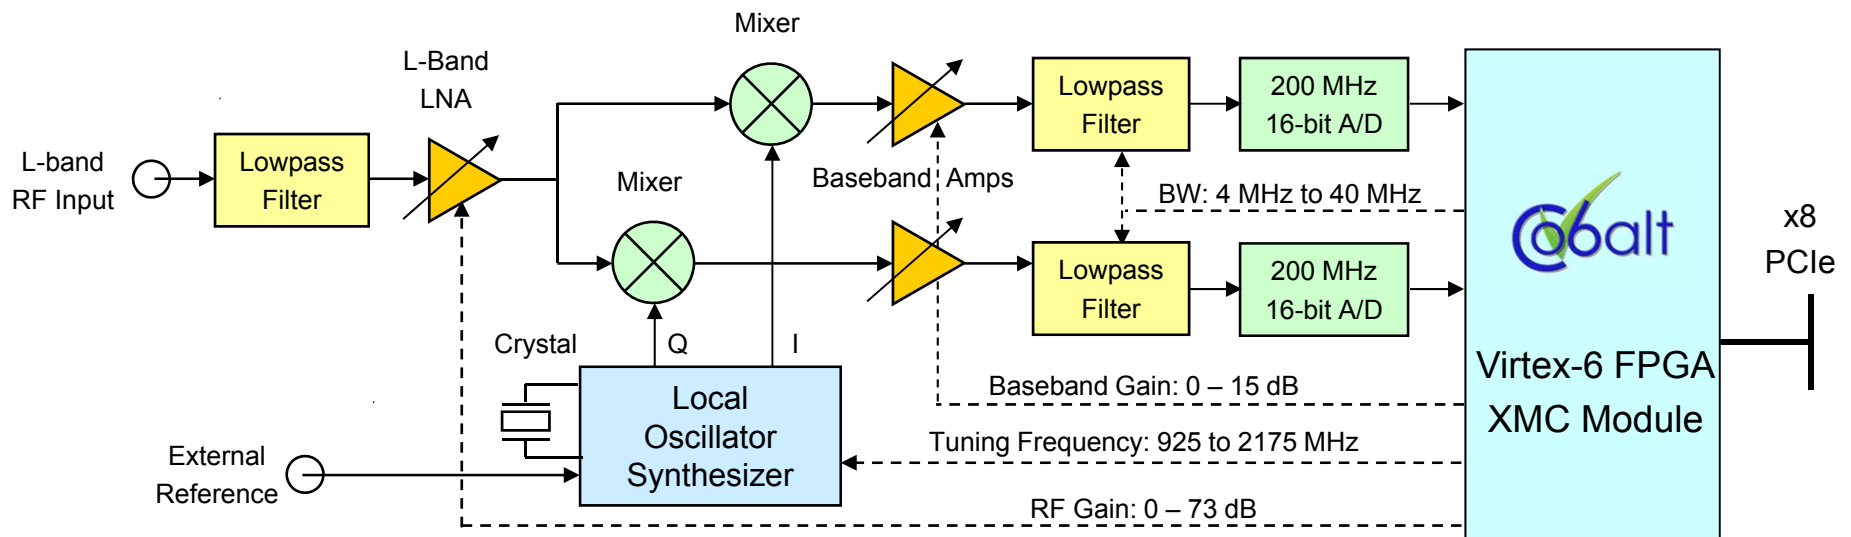 Mixer
L-Band
LNA
Lowpass
Filter
200 MHz
16-bit A/D
L-band
RF Input
Lowpass
Filter
Mixer
Baseband Amps
BW: 4 MHz to 40 MHz
Cobalt
x8
PCIe
Lowpass
Filter
200 MHz
16-bit A/D
Crystal
Q
I
Local
Oscillator
Synthesizer
Baseband Gain: 0 – 15 dB
Virtex-6 FPGA
XMC Module
Tuning Frequency: 925 to 2175 MHz
External
Reference
RF Gain: 0 – 73 dB